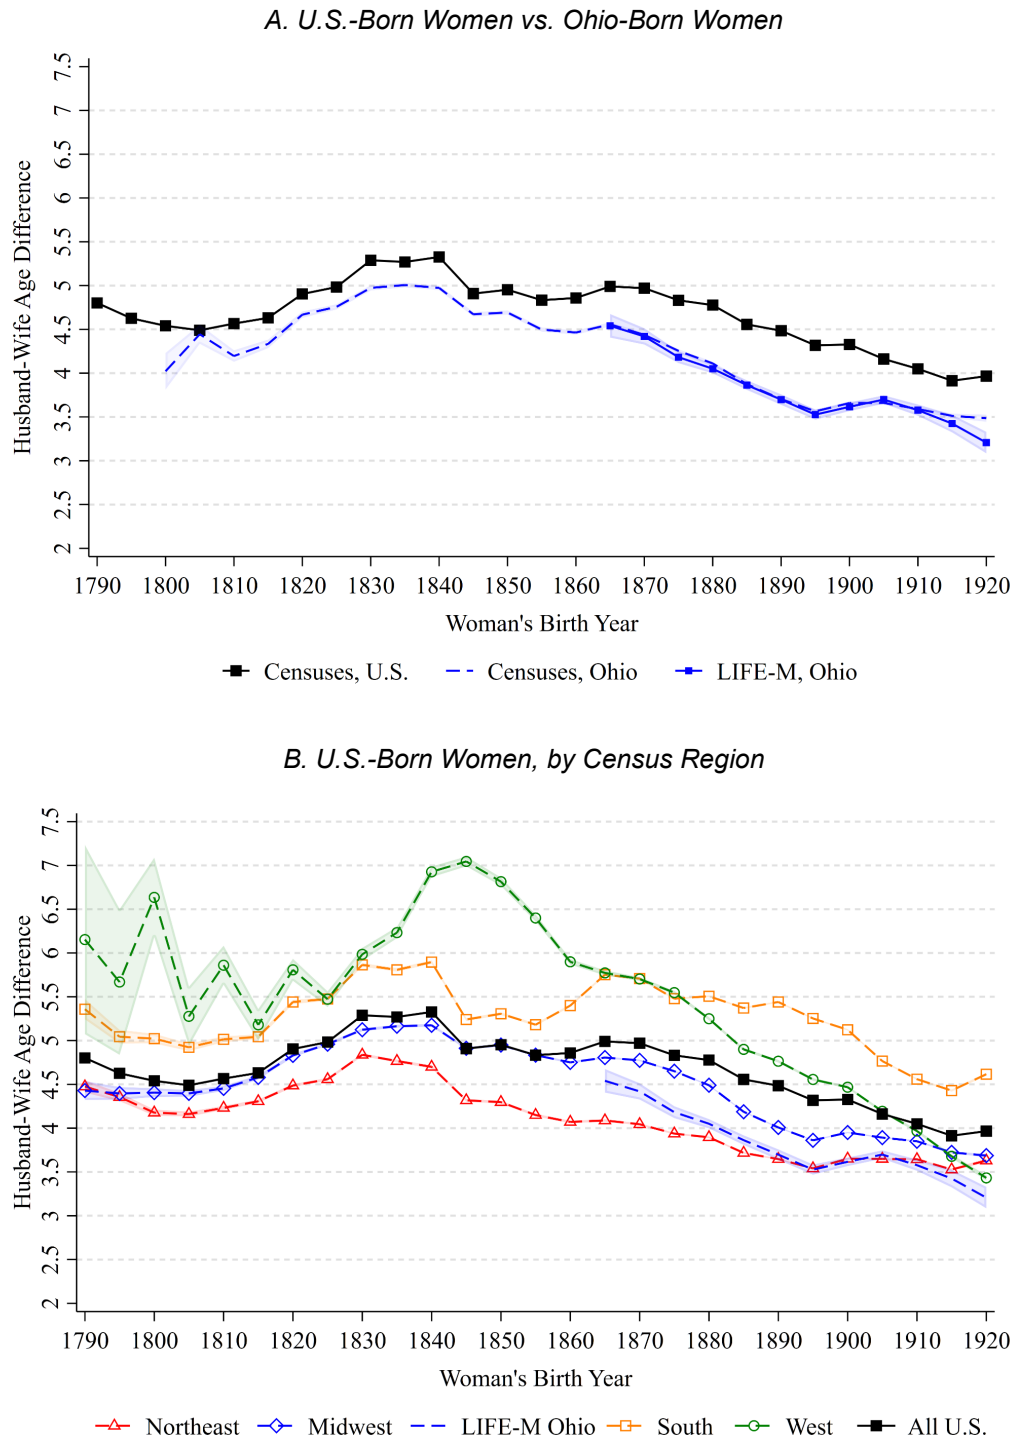 A. U.S.-Born Women vs. Ohio-Born Women
Husband-Wife Age Difference
7.5
7
6.5
6
5.5
5
4.5
4
3.5
3
2.5
2
1790 1800 1810 1820 1830 1840 1850 1860 1870 1880 1890 1900 1910 1920
Woman's Birth Year
Censuses, U.S. Censuses, Ohio LIFE-M, Ohio
B. U.S.-Born Women, by Census Region
Husband-Wife Age Difference
7.5
7
6.5
6
5.5
5
4.5
4
3.5
3
2.5
2
1790 1800 1810 1820 1830 1840 1850 1860 1870 1880 1890 1900 1910 1920
Woman's Birth Year
Northeast Midwest LIFE-M Ohio South West All U.S.